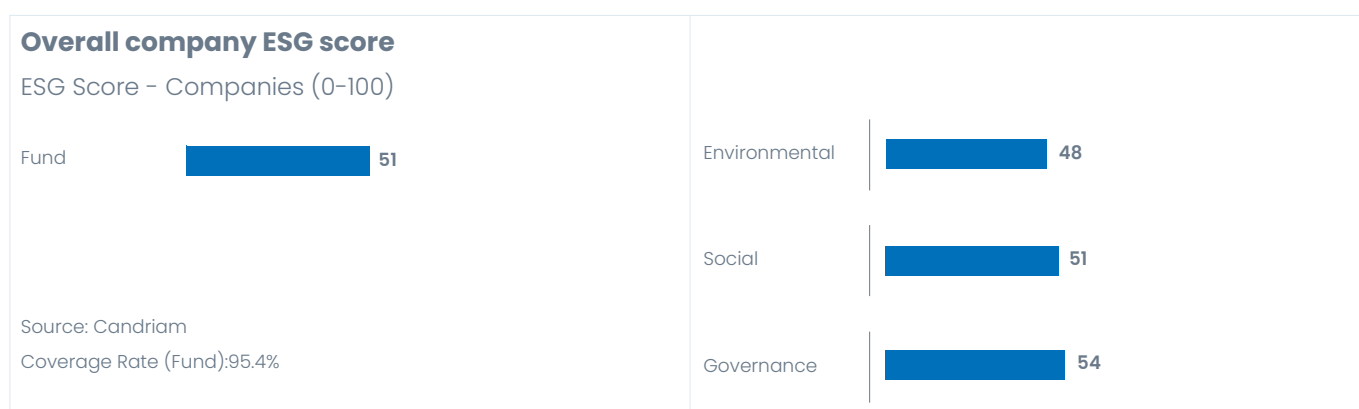 Overall company ESG score
ESG Score - Companies (0-100)
Fund 51
Source: Candriam
Coverage Rate (Fund):95.4%
Environmental 48
Social 51
Governance 54